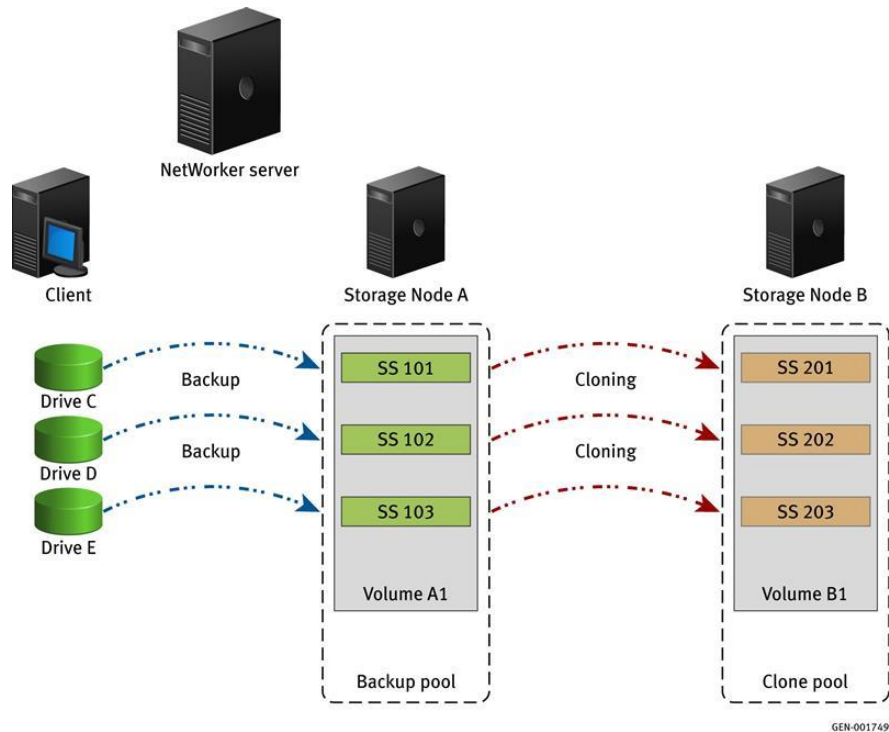 NetWorker server
Client
Storage Node A
Storage Node B
Drive C
Backup
SS 101
Cloning
SS 201
Drive D
Backup
SS 102
Cloning
SS 202
Drive E
SS 103
SS 203
Volume A1
Volume B1
Backup pool
Clone pool
GEN-001749